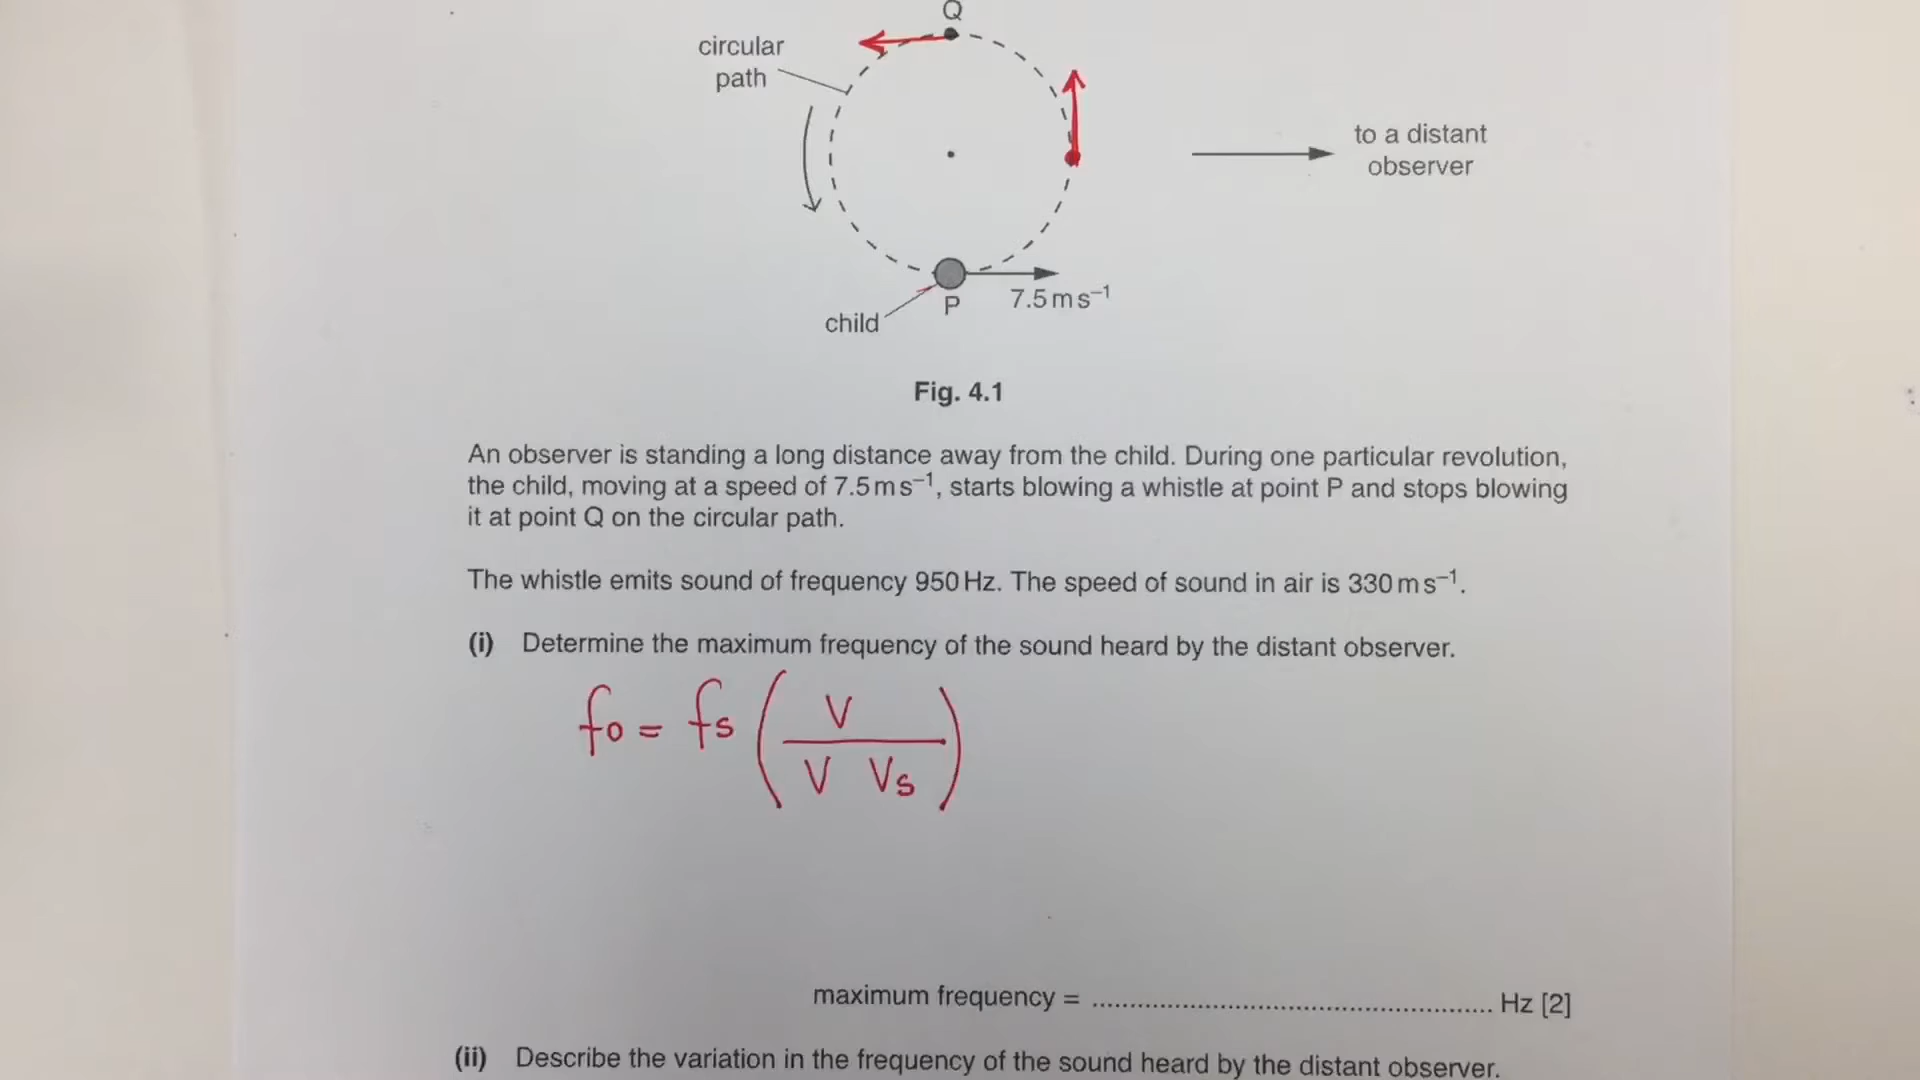 Q
circular
path
to a distant
observer
P
7.5 m s⁻¹
child
Fig. 4.1
An observer is standing a long distance away from the child. During one particular revolution,
the child, moving at a speed of 7.5 m s⁻¹, starts blowing a whistle at point P and stops blowing
it at point Q on the circular path.
The whistle emits sound of frequency 950 Hz. The speed of sound in air is 330 m s⁻¹.
(i) Determine the maximum frequency of the sound heard by the distant observer.
fo = fs ( V / V Vs )
maximum frequency = .................................................. Hz [2]
(ii) Describe the variation in the frequency of the sound heard by the distant observer.